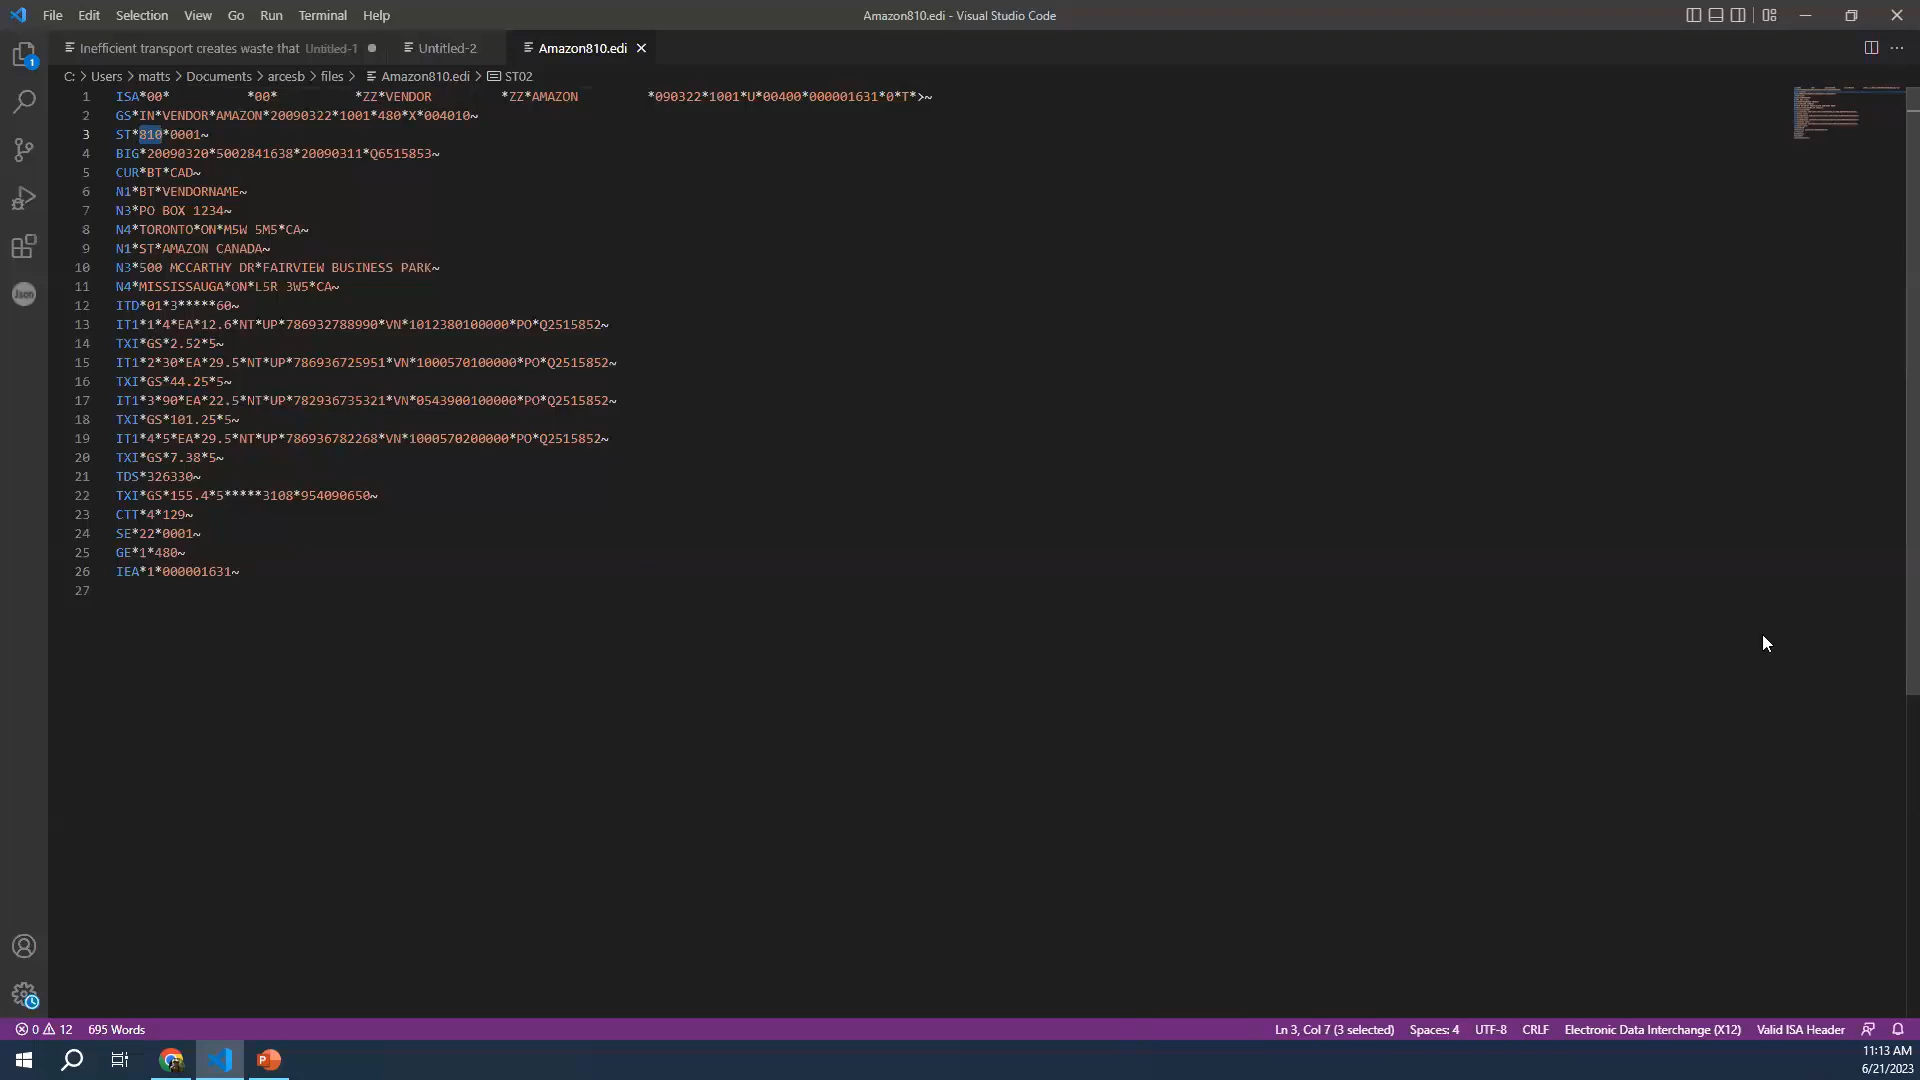 File Edit Selection View Go Run Terminal Help Amazon810.edi - Visual Studio Code
Inefficient transport creates waste that Untitled-1 Untitled-2 Amazon810.edi
C: > Users > matts > Documents > arcesb > files > Amazon810.edi > ST02
1 ISA*00*          *00*          *ZZ*VENDOR         *ZZ*AMAZON         *090322*1001*U*00400*000001631*0*T*>~
2 GS*IN*VENDOR*AMAZON*20090322*1001*480*X*004010~
3 ST*810*0001~
4 BIG*20090320*5002841638*20090311*Q6515853~
5 CUR*BT*CAD~
6 N1*BT*VENDORNAME~
7 N3*PO BOX 1234~
8 N4*TORONTO*ON*M5W 5M5*CA~
9 N1*ST*AMAZON CANADA~
10 N3*500 MCCARTHY DR*FAIRVIEW BUSINESS PARK~
11 N4*MISSISSAUGA*ON*L5R 3W5*CA~
12 ITD*01*3*****60~
13 IT1*1*4*EA*12.6*NT*UP*786932788990*VN*1012380100000*PO*Q2515852~
14 TXI*GS*2.52*5~
15 IT1*2*30*EA*29.5*NT*UP*786936725951*VN*1000570100000*PO*Q2515852~
16 TXI*GS*44.25*5~
17 IT1*3*90*EA*22.5*NT*UP*782936735321*VN*0543900100000*PO*Q2515852~
18 TXI*GS*101.25*5~
19 IT1*4*5*EA*29.5*NT*UP*786936782268*VN*1000570200000*PO*Q2515852~
20 TXI*GS*7.38*5~
21 TDS*326330~
22 TXI*GS*155.4*5*****3108*954090650~
23 CTT*4*129~
24 SE*22*0001~
25 GE*1*480~
26 IEA*1*000001631~
27
1
Json
0 12 695 Words Ln 3, Col 7 (3 selected) Spaces: 4 UTF-8 CRLF Electronic Data Interchange (X12) Valid ISA Header
11:13 AM
6/21/2023